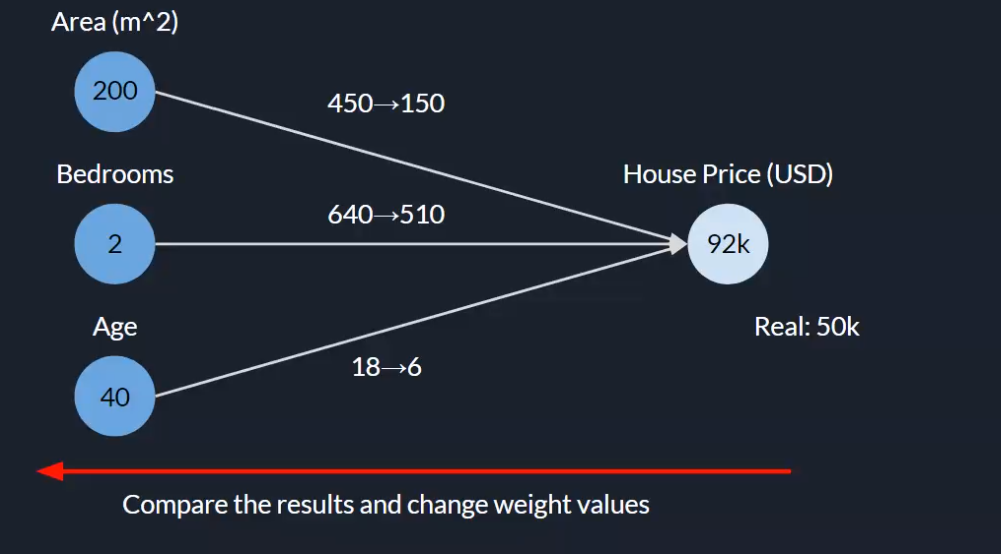 Area (m^2)
200
450→150
Bedrooms
2
640→510
House Price (USD)
92k
Real: 50k
Age
40
18→6
Compare the results and change weight values